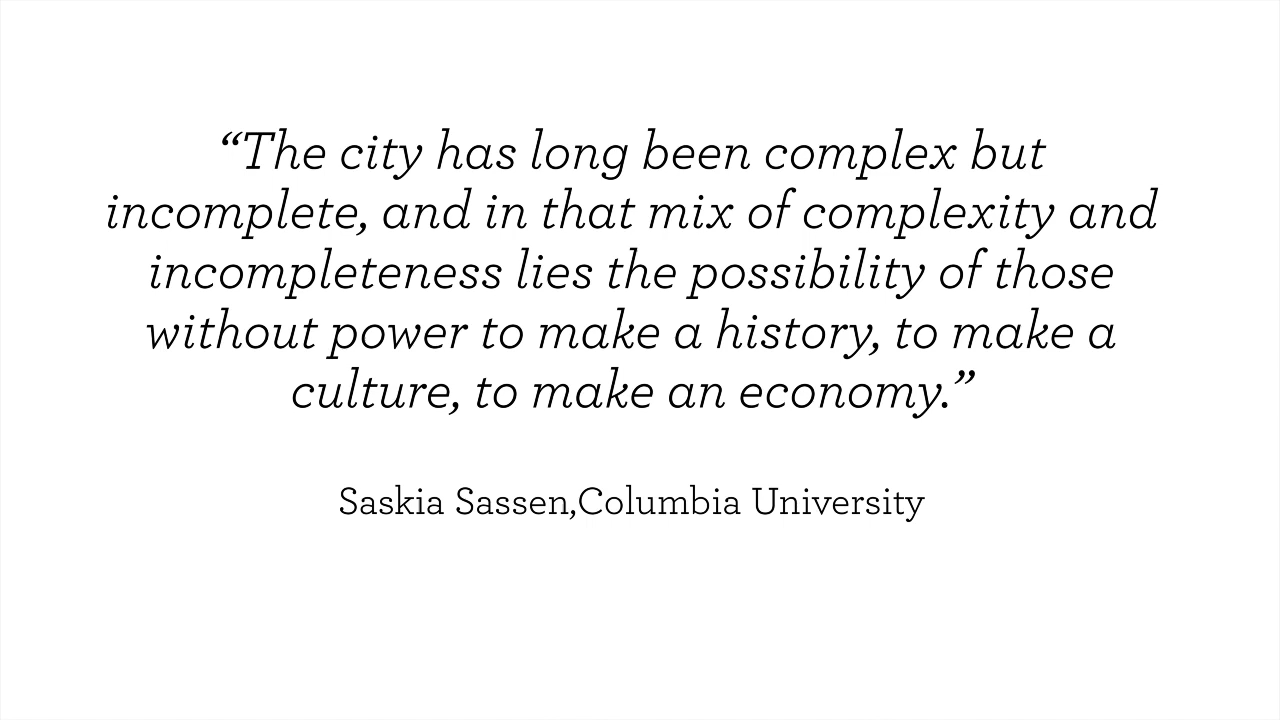 “The city has long been complex but
incomplete, and in that mix of complexity and
incompleteness lies the possibility of those
without power to make a history, to make a
culture, to make an economy.”
Saskia Sassen,Columbia University